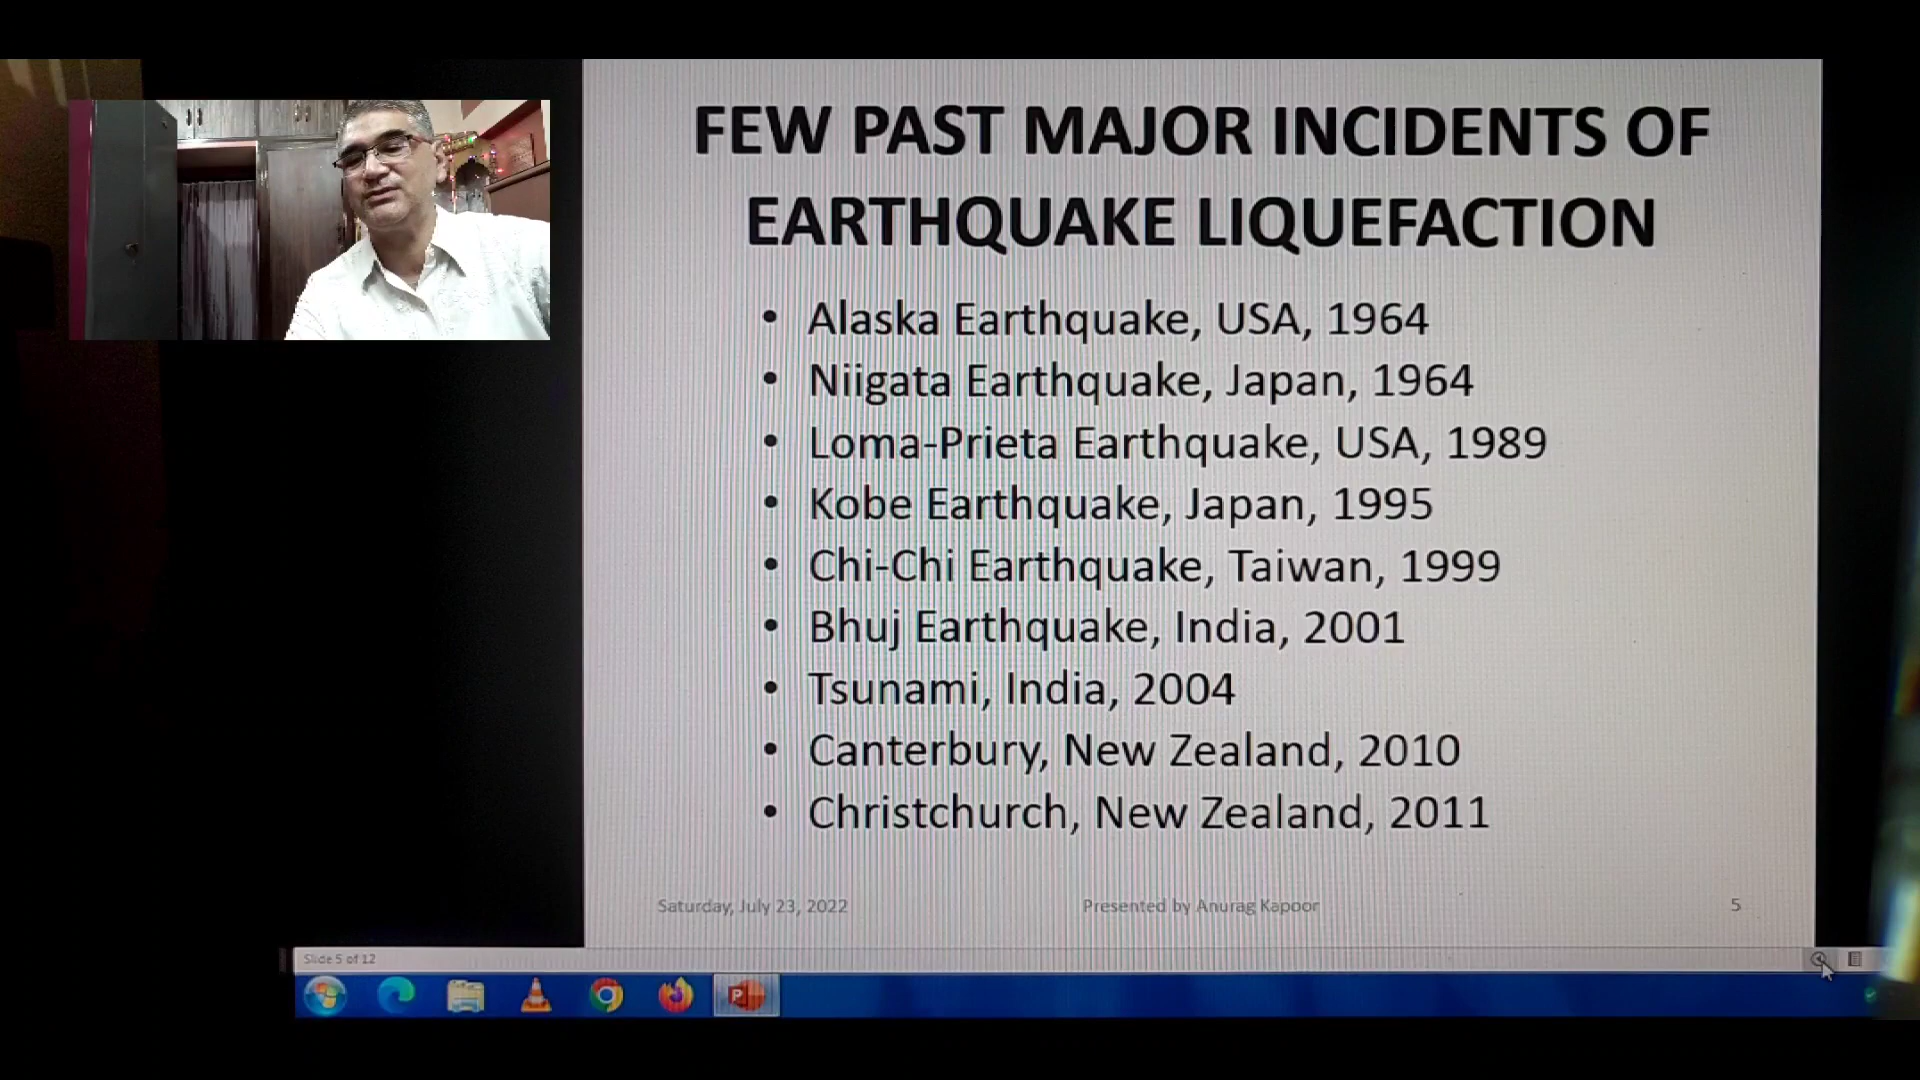 FEW PAST MAJOR INCIDENTS OF
EARTHQUAKE LIQUEFACTION
• Alaska Earthquake, USA, 1964
• Niigata Earthquake, Japan, 1964
• Loma-Prieta Earthquake, USA, 1989
• Kobe Earthquake, Japan, 1995
• Chi-Chi Earthquake, Taiwan, 1999
• Bhuj Earthquake, India, 2001
• Tsunami, India, 2004
• Canterbury, New Zealand, 2010
• Christchurch, New Zealand, 2011
Saturday, July 23, 2022
Presented by Anurag Kapoor
5
Slide 5 of 12